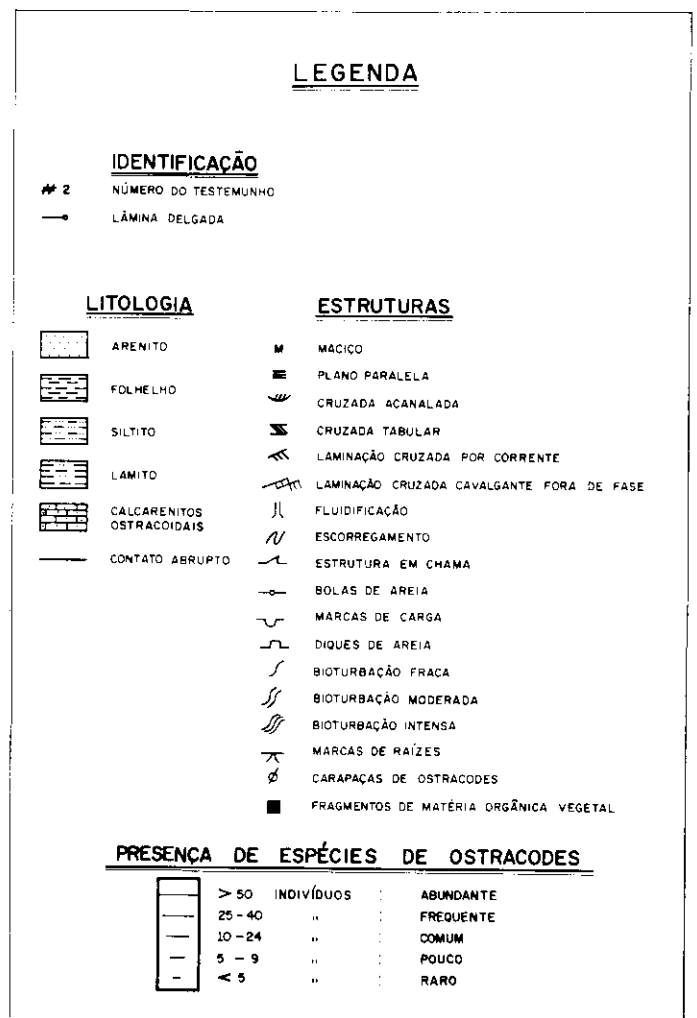 LEGENDA
IDENTIFICAÇÃO
# 2 NÚMERO DO TESTEMUNHO
LÂMINA DELGADA
LITOLOGIA
ARENITO
FOLHELHO
SILTITO
LAMITO
CALCARENITOS
OSTRACOIDAIS
CONTATO ABRUPTO
ESTRUTURAS
M MACIÇO
PLANO PARALELA
CRUZADA ACANALADA
CRUZADA TABULAR
LAMINAÇÃO CRUZADA POR CORRENTE
LAMINAÇÃO CRUZADA CAVALGANTE FORA DE FASE
FLUIDIFICAÇÃO
ESCORREGAMENTO
ESTRUTURA EM CHAMA
BOLAS DE AREIA
MARCAS DE CARGA
DIQUES DE AREIA
BIOTURBAÇÃO FRACA
BIOTURBAÇÃO MODERADA
BIOTURBAÇÃO INTENSA
MARCAS DE RAÍZES
CARAPAÇAS DE OSTRACODES
FRAGMENTOS DE MATÉRIA ORGÂNICA VEGETAL
PRESENÇA DE ESPÉCIES DE OSTRACODES
> 50 INDIVÍDUOS : ABUNDANTE
25 - 40 " : FREQUENTE
10 - 24 " : COMUM
5 - 9 " : POUCO
< 5 " : RARO